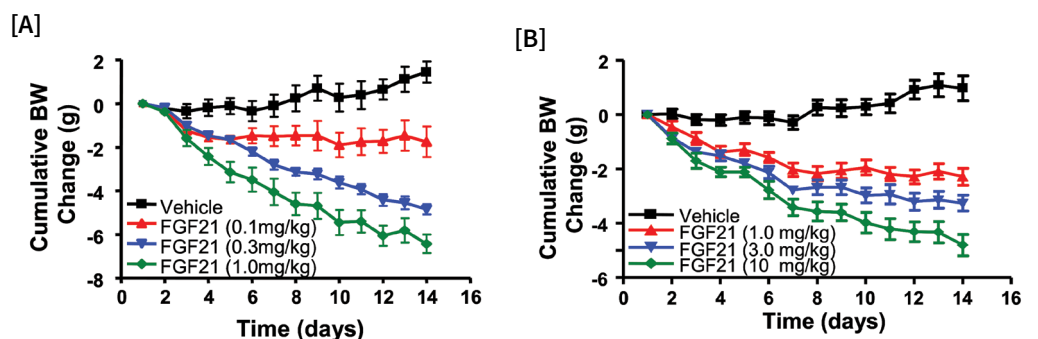 [A]
2
0
-2
-4
-6
-8
Cumulative BW
Change (g)
Vehicle
FGF21 (0.1mg/kg)
FGF21 (0.3mg/kg)
FGF21 (1.0mg/kg)
0 2 4 6 8 10 12 14 16
Time (days)
[B]
2
0
-2
-4
-6
Cumulative BW
Change (g)
Vehicle
FGF21 (1.0 mg/kg)
FGF21 (3.0 mg/kg)
FGF21 (10 mg/kg)
0 2 4 6 8 10 12 14 16
Time (days)